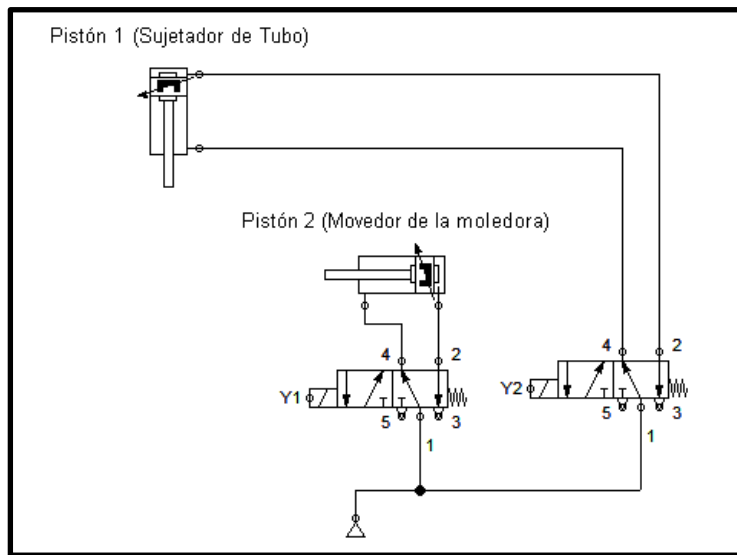 Pistón 1 (Sujetador de Tubo)
Pistón 2 (Movedor de la moledora)
4 2
Y1
5 3
1
4 2
Y2
5 3
1